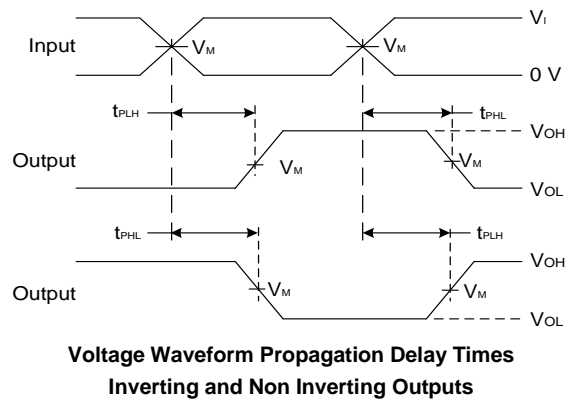 VI
Input
VM
VM
0 V
tPLH
tPHL
VOH
Output
VM
VM
VOL
tPHL
tPLH
VOH
Output
VM
VM
VOL
Voltage Waveform Propagation Delay Times
Inverting and Non Inverting Outputs